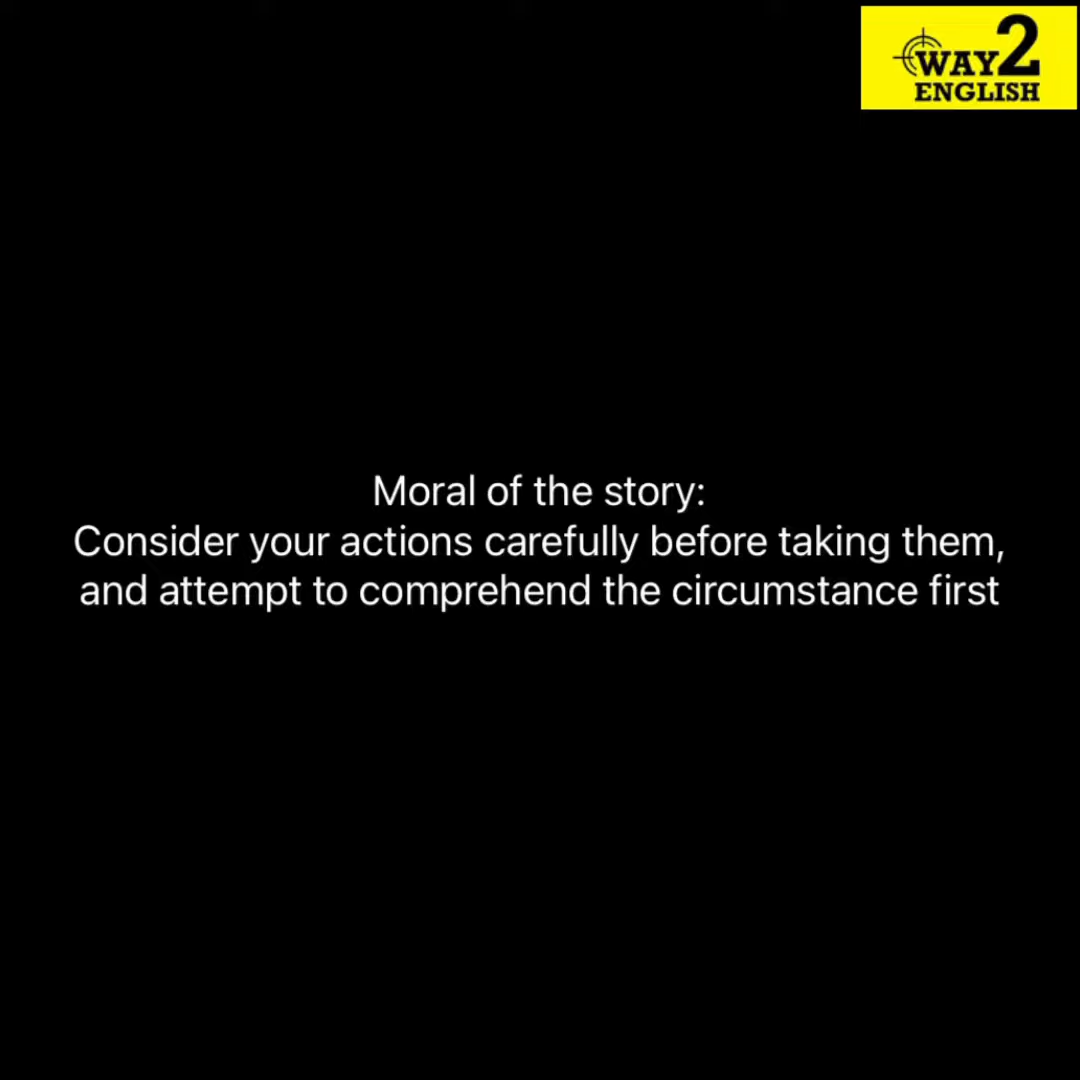 WAY2
ENGLISH
Moral of the story:
Consider your actions carefully before taking them,
and attempt to comprehend the circumstance first